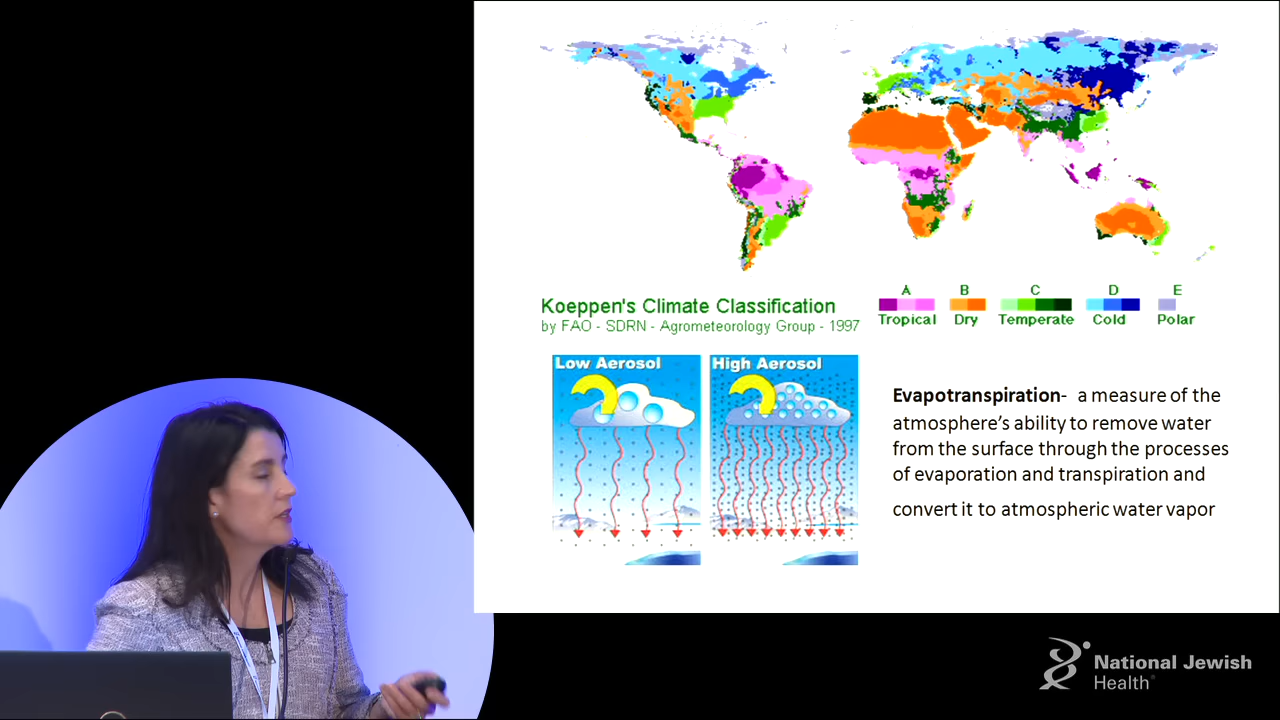 Koeppen's Climate Classification
by FAO - SDRN - Agrometeorology Group - 1997
A B C D E
Tropical Dry Temperate Cold Polar
Low Aerosol
High Aerosol
Evapotranspiration- a measure of the
atmosphere's ability to remove water
from the surface through the processes
of evaporation and transpiration and
convert it to atmospheric water vapor
National Jewish
Health®